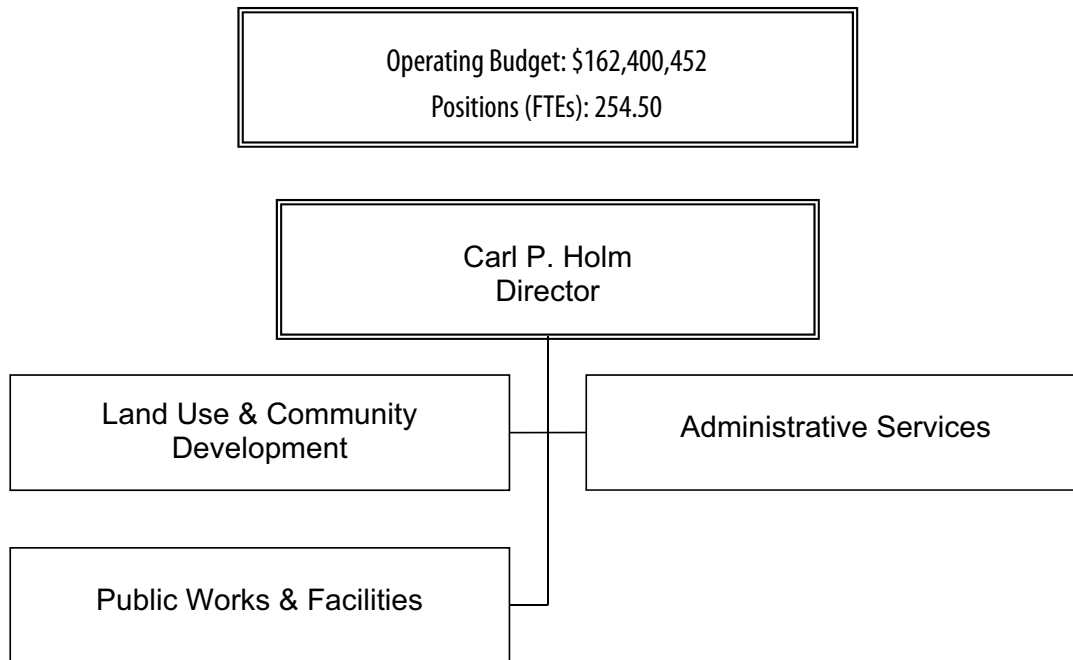 Operating Budget: $162,400,452
Positions (FTEs): 254.50
Carl P. Holm
Director
Land Use & Community
Development
Administrative Services
Public Works & Facilities